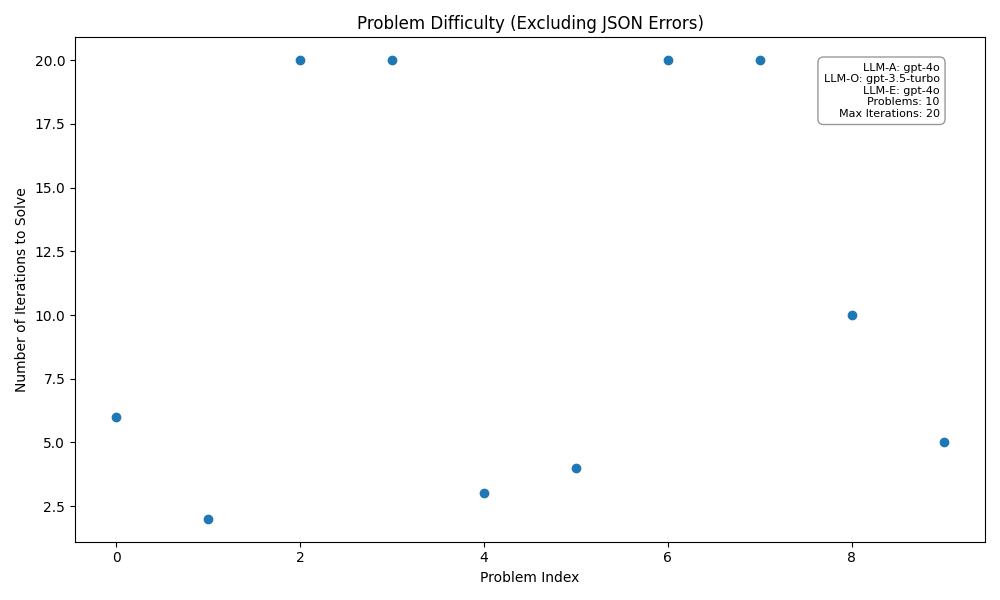 Problem Difficulty (Excluding JSON Errors)
LLM-A: gpt-4o
LLM-O: gpt-3.5-turbo
LLM-E: gpt-4o
Problems: 10
Max Iterations: 20
Number of Iterations to Solve
20.0
17.5
15.0
12.5
10.0
7.5
5.0
2.5
0 2 4 6 8
Problem Index